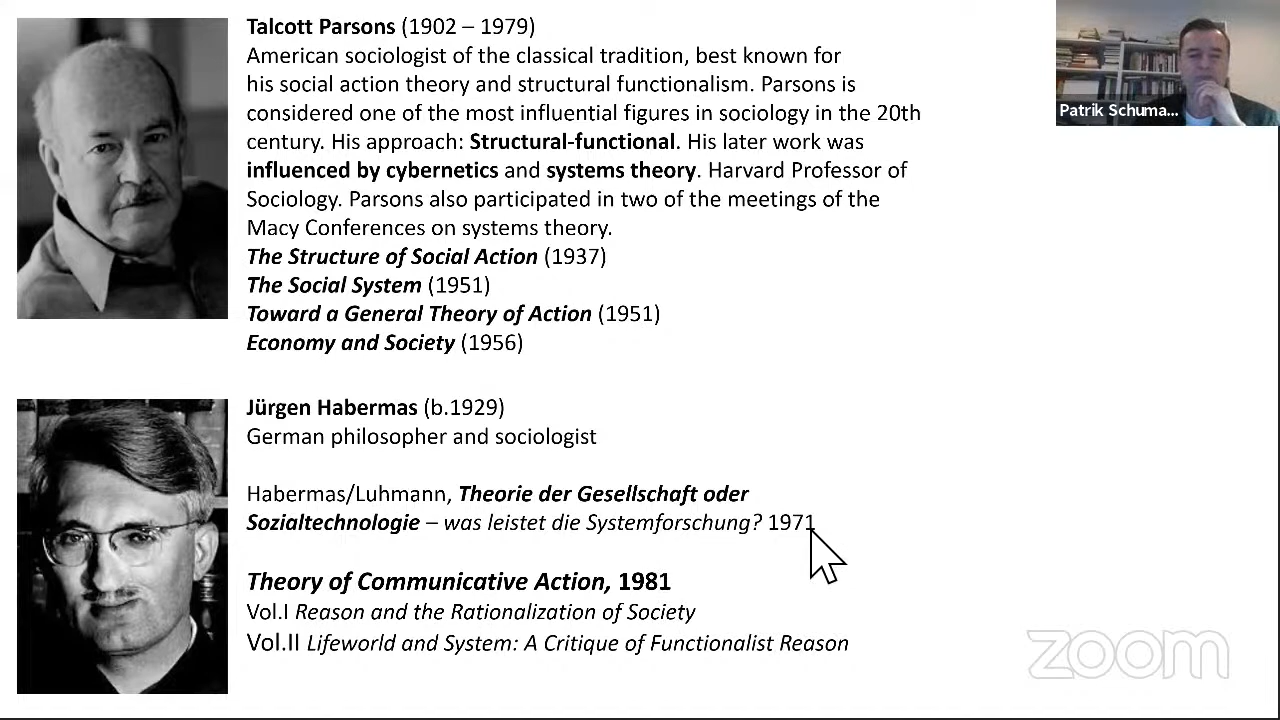 Talcott Parsons (1902 – 1979)
American sociologist of the classical tradition, best known for
his social action theory and structural functionalism. Parsons is
considered one of the most influential figures in sociology in the 20th
century. His approach: Structural-functional. His later work was
influenced by cybernetics and systems theory. Harvard Professor of
Sociology. Parsons also participated in two of the meetings of the
Macy Conferences on systems theory.
The Structure of Social Action (1937)
The Social System (1951)
Toward a General Theory of Action (1951)
Economy and Society (1956)
Jürgen Habermas (b.1929)
German philosopher and sociologist
Habermas/Luhmann, Theorie der Gesellschaft oder
Sozialtechnologie – was leistet die Systemforschung? 1971
Theory of Communicative Action, 1981
Vol.I Reason and the Rationalization of Society
Vol.II Lifeworld and System: A Critique of Functionalist Reason
Patrik Schuma...
zoom